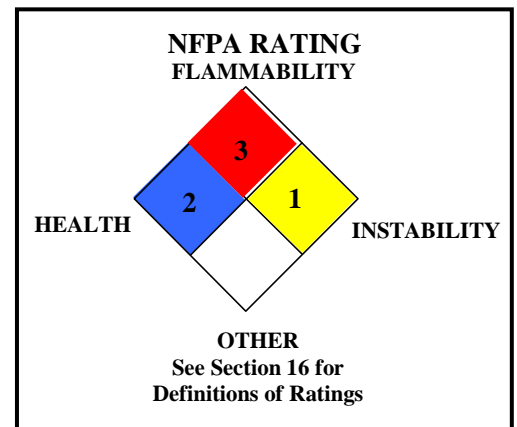 NFPA RATING
FLAMMABILITY
3
2
1
HEALTH
INSTABILITY
OTHER
See Section 16 for
Definitions of Ratings